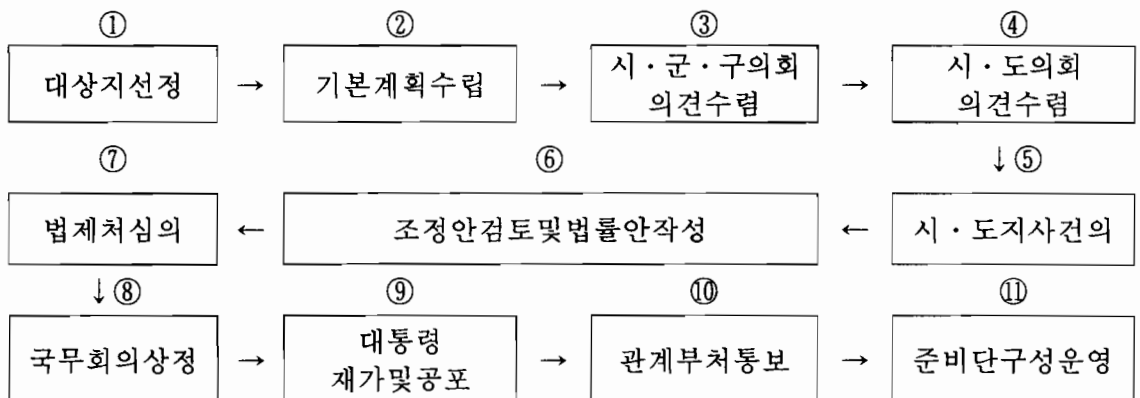 ① ② ③ ④
대상지선정 → 기본계획수립 → 시·군·구의회 의견수렴 → 시·도의회 의견수렴
⑦ ⑥ ↓⑤
법제처심의 ← 조정안검토및법률안작성 ← 시·도지사건의
↓⑧ ⑨ ⑩ ⑪
국무회의상정 → 대통령 재가및공포 → 관계부처통보 → 준비단구성운영